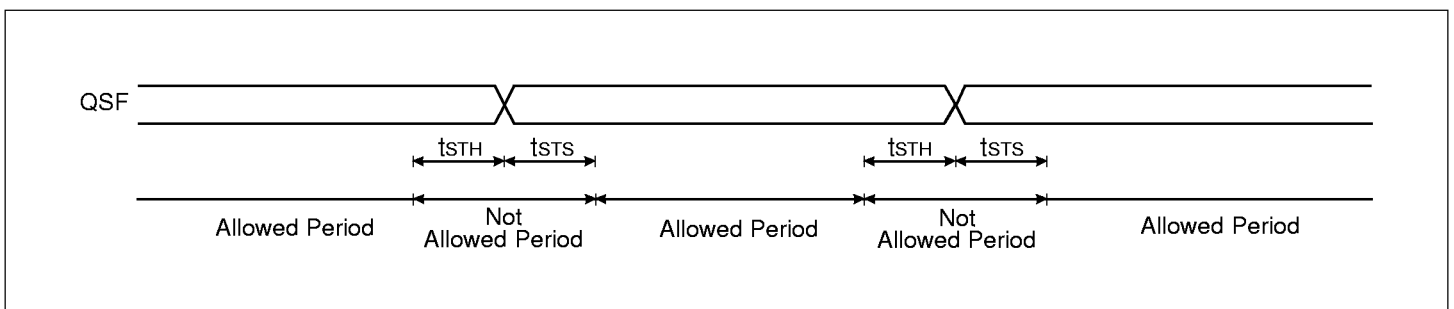 QSF
tSTH tSTS tSTH tSTS
Allowed Period Not Allowed Period Allowed Period Not Allowed Period Allowed Period